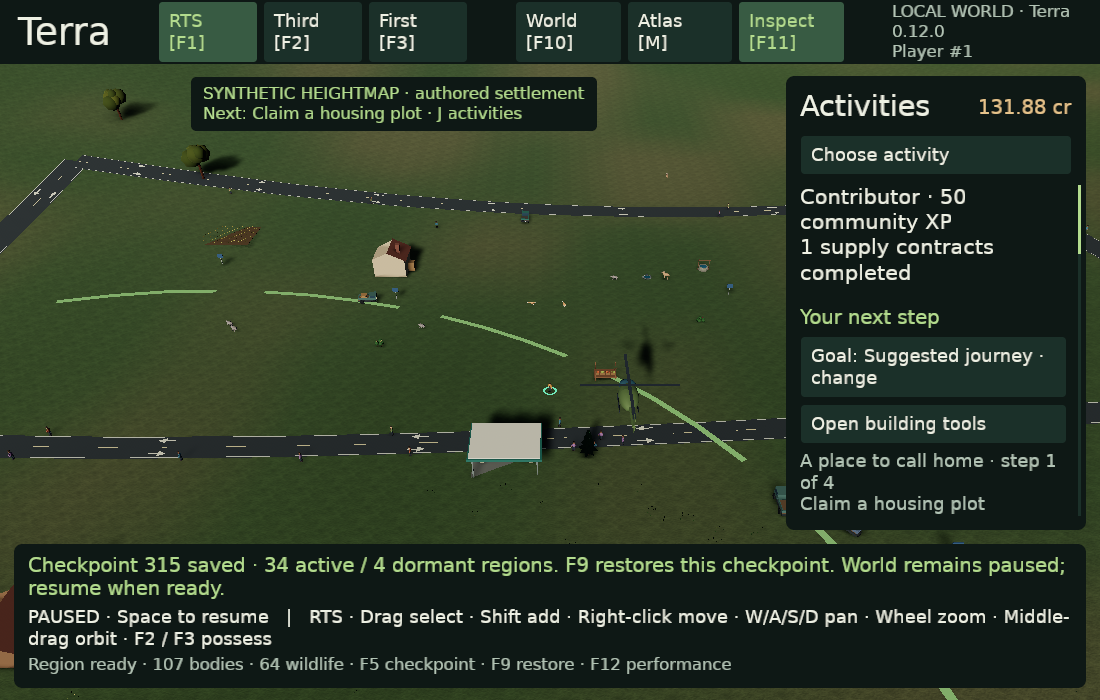 Terra
RTS
[F1]
Third
[F2]
First
[F3]
World
[F10]
Atlas
[M]
Inspect
[F11]
LOCAL WORLD · Terra
0.12.0
Player #1
SYNTHETIC HEIGHTMAP · authored settlement
Next: Claim a housing plot · J activities
Activities
131.88 cr
Choose activity
Contributor · 50
community XP
1 supply contracts
completed
Your next step
Goal: Suggested journey ·
change
Open building tools
A place to call home · step 1
of 4
Claim a housing plot
Checkpoint 315 saved · 34 active / 4 dormant regions. F9 restores this checkpoint. World remains paused;
resume when ready.
PAUSED · Space to resume | RTS · Drag select · Shift add · Right-click move · W/A/S/D pan · Wheel zoom · Middle-
drag orbit · F2 / F3 possess
Region ready · 107 bodies · 64 wildlife · F5 checkpoint · F9 restore · F12 performance